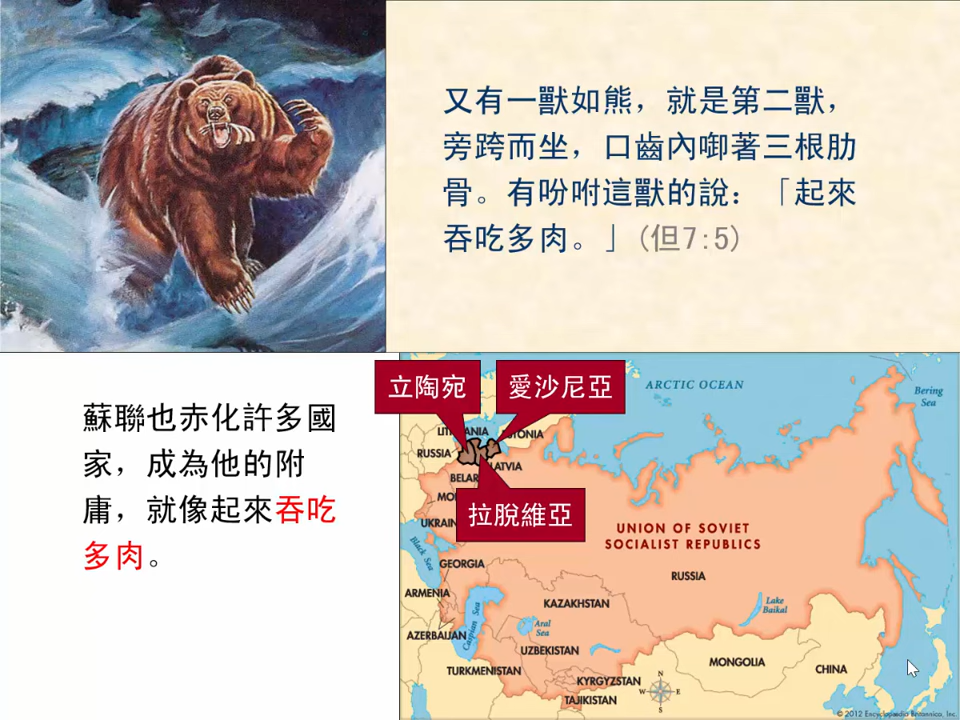 又有一獸如熊，就是第二獸，
旁跨而坐，口齒內啣著三根肋
骨。有吩咐這獸的說：「起來
吞吃多肉。」(但7:5)
蘇聯也赤化許多國
家，成為他的附
庸，就像起來吞吃
多肉。
立陶宛
愛沙尼亞
拉脫維亞
ARCTIC OCEAN
Bering
Sea
ESTONIA
RUSSIA
LATVIA
UNION OF SOVIET
SOCIALIST REPUBLICS
RUSSIA
Black Sea
GEORGIA
ARMENIA
AZERBAIJAN
Caspian Sea
KAZAKHSTAN
Aral
Sea
Lake
Baikal
UZBEKISTAN
TURKMENISTAN
KYRGYZSTAN
TAJIKISTAN
MONGOLIA
CHINA
N
W
E
S
© 2012 Encyclopædia Britannica, Inc.